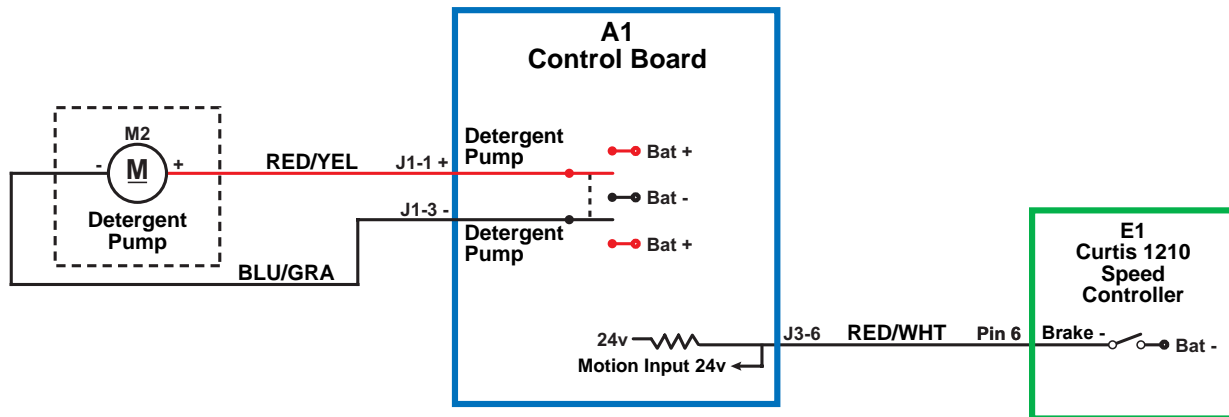 A1
Control Board
M2
- M +
Detergent
Pump
RED/YEL
J1-1 +
Detergent
Pump
Bat +
Bat -
J1-3 -
Detergent
Pump
Bat +
BLU/GRA
24v
Motion Input 24v
J3-6
RED/WHT
Pin 6
E1
Curtis 1210
Speed
Controller
Brake -
Bat -